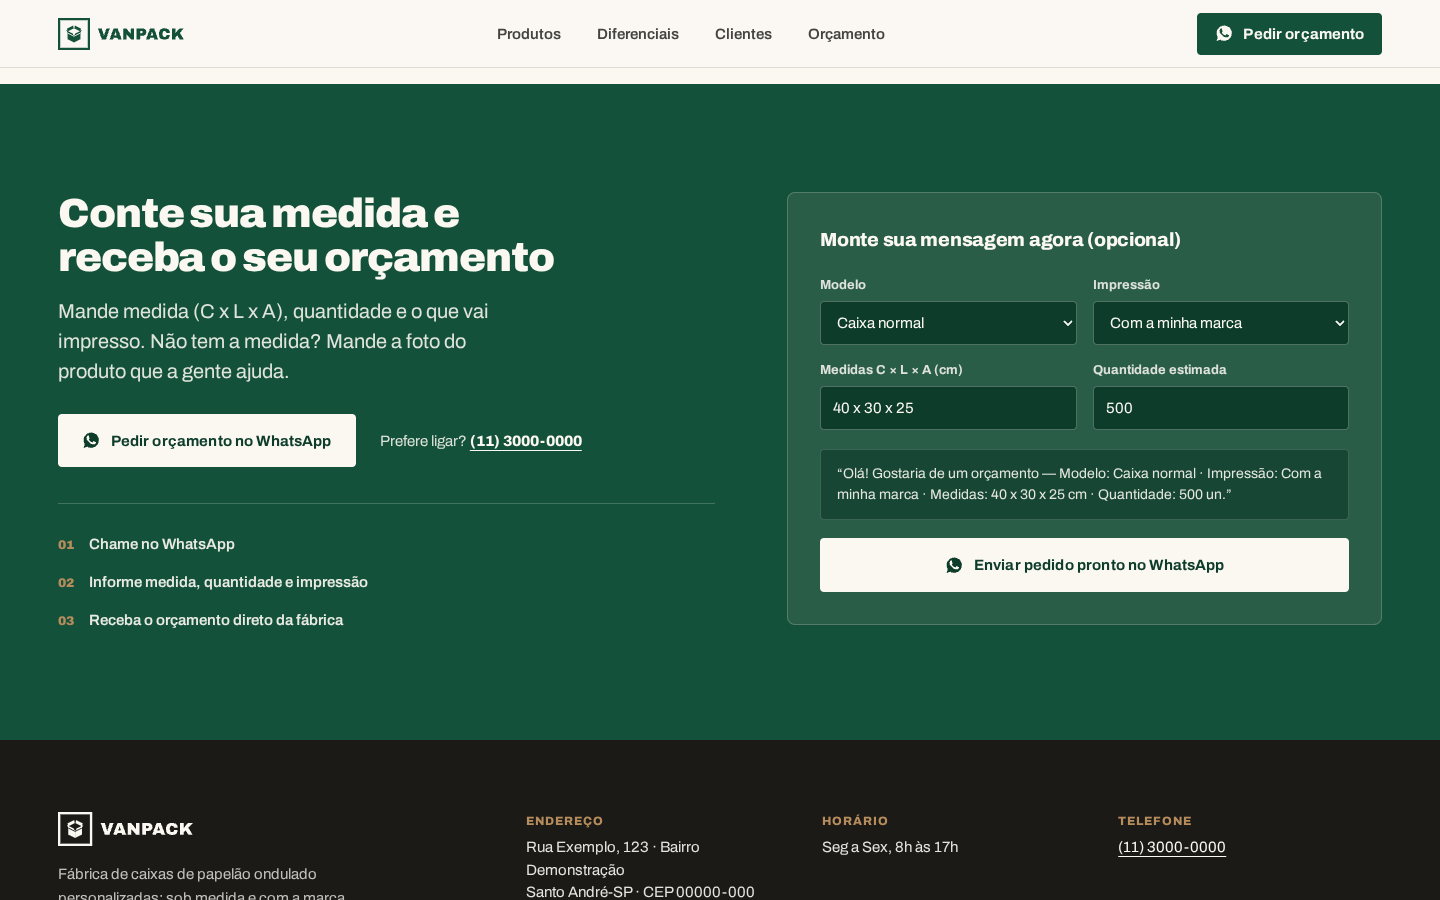 VANPACK
Produtos
Diferenciais
Clientes
Orçamento
Pedir orçamento
Conte sua medida e
receba o seu orçamento
Mande medida (C x L x A), quantidade e o que vai
impresso. Não tem a medida? Mande a foto do
produto que a gente ajuda.
Pedir orçamento no WhatsApp
Prefere ligar? (11) 3000-0000
01 Chame no WhatsApp
02 Informe medida, quantidade e impressão
03 Receba o orçamento direto da fábrica
Monte sua mensagem agora (opcional)
Modelo
Caixa normal
Impressão
Com a minha marca
Medidas C × L × A (cm)
40 x 30 x 25
Quantidade estimada
500
“Olá! Gostaria de um orçamento — Modelo: Caixa normal · Impressão: Com a
minha marca · Medidas: 40 x 30 x 25 cm · Quantidade: 500 un.”
Enviar pedido pronto no WhatsApp
VANPACK
Fábrica de caixas de papelão ondulado
personalizadas: sob medida e com a marca
ENDEREÇO
Rua Exemplo, 123 · Bairro
Demonstração
Santo André-SP · CEP 00000-000
HORÁRIO
Seg a Sex, 8h às 17h
TELEFONE
(11) 3000-0000